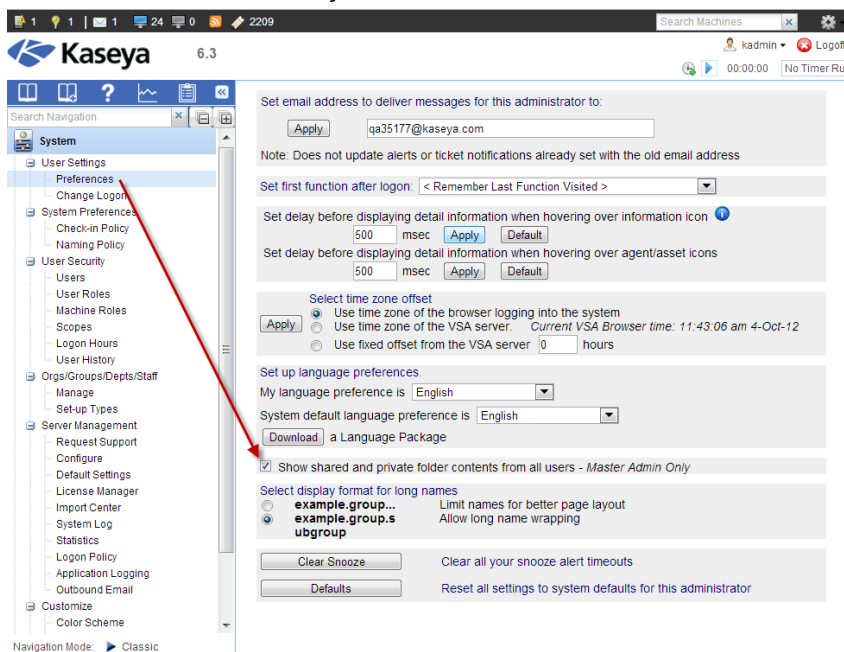 1 1 1 24 0 2209 Search Machines
Kaseya 6.3 kadmin Logoff
00:00:00 No Timer Ru
Search Navigation
System
User Settings
Preferences
Change Logon
System Preferences
Check-in Policy
Naming Policy
User Security
Users
User Roles
Machine Roles
Scopes
Logon Hours
User History
Orgs/Groups/Depts/Staff
Manage
Set-up Types
Server Management
Request Support
Configure
Default Settings
License Manager
Import Center
System Log
Statistics
Logon Policy
Application Logging
Outbound Email
Customize
Color Scheme
Navigation Mode: Classic
Set email address to deliver messages for this administrator to:
Apply qa35177@kaseya.com
Note: Does not update alerts or ticket notifications already set with the old email address
Set first function after logon: < Remember Last Function Visited >
Set delay before displaying detail information when hovering over information icon
500 msec Apply Default
Set delay before displaying detail information when hovering over agent/asset icons
500 msec Apply Default
Select time zone offset
Use time zone of the browser logging into the system
Apply Use time zone of the VSA server. Current VSA Browser time: 11:43:06 am 4-Oct-12
Use fixed offset from the VSA server 0 hours
Set up language preferences.
My language preference is English
System default language preference is English
Download a Language Package
Show shared and private folder contents from all users - Master Admin Only
Select display format for long names
example.group... Limit names for better page layout
example.group.s Allow long name wrapping
ubgroup
Clear Snooze Clear all your snooze alert timeouts
Defaults Reset all settings to system defaults for this administrator